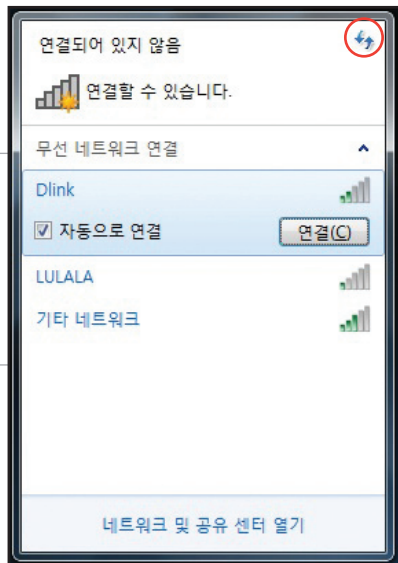 연결되어 있지 않음
연결할 수 있습니다.
무선 네트워크 연결
Dlink
자동으로 연결
연결(C)
LULALA
기타 네트워크
네트워크 및 공유 센터 열기